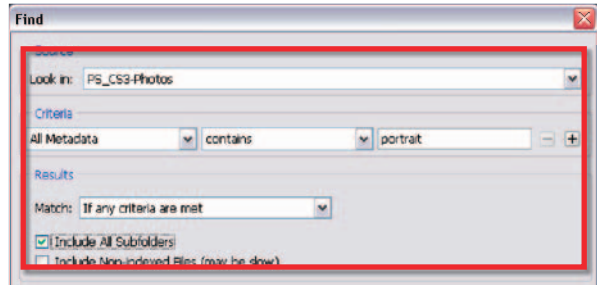 Find
Source
Look in: PS_CS3-Photos
Criteria
All Metadata contains portrait
Results
Match: If any criteria are met
Include All Subfolders
Include Non-indexed Files (may be slow)